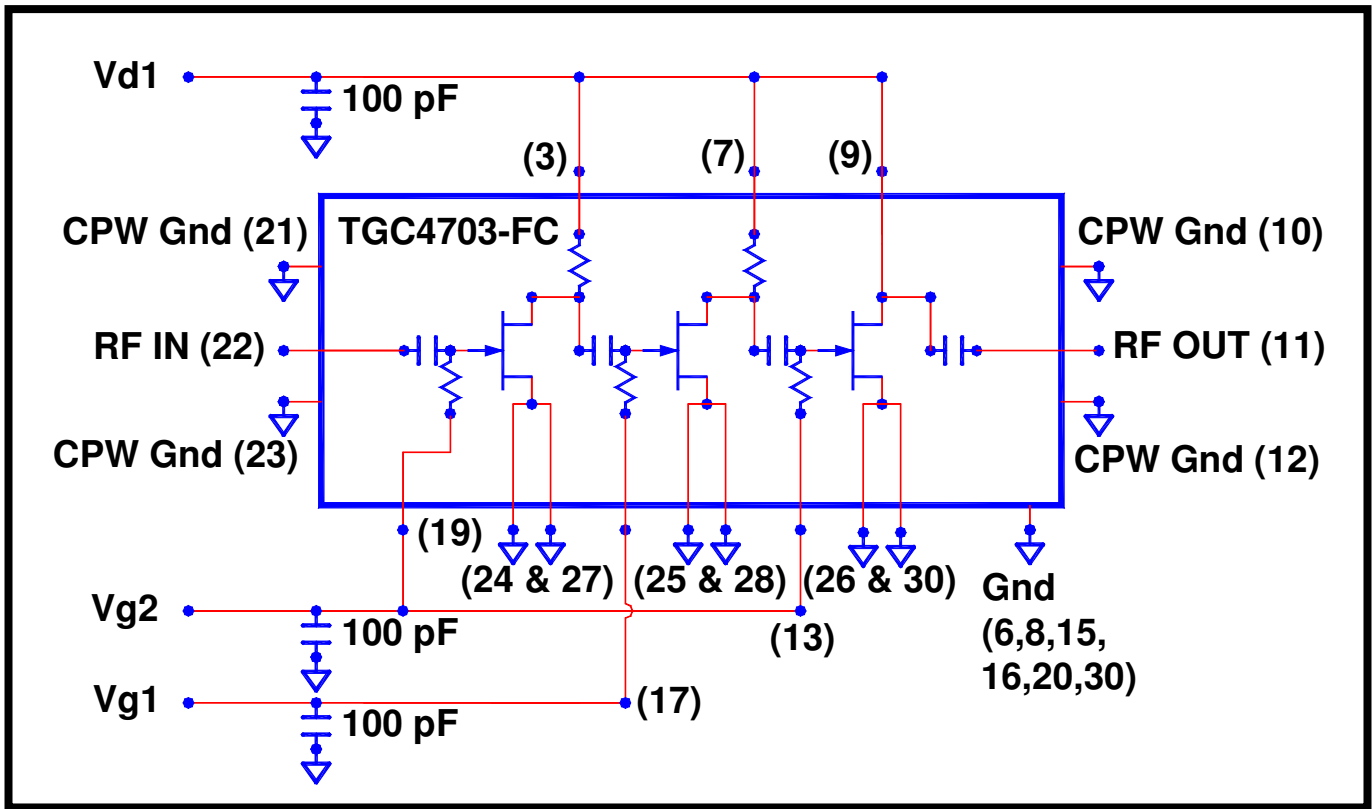 Vd1
100 pF
(3)
(7)
(9)
CPW Gnd (21)
TGC4703-FC
CPW Gnd (10)
RF IN (22)
RF OUT (11)
CPW Gnd (23)
CPW Gnd (12)
(19)
(24 & 27)
(25 & 28)
(26 & 30)
Gnd
(6,8,15,
16,20,30)
Vg2
100 pF
(13)
Vg1
100 pF
(17)